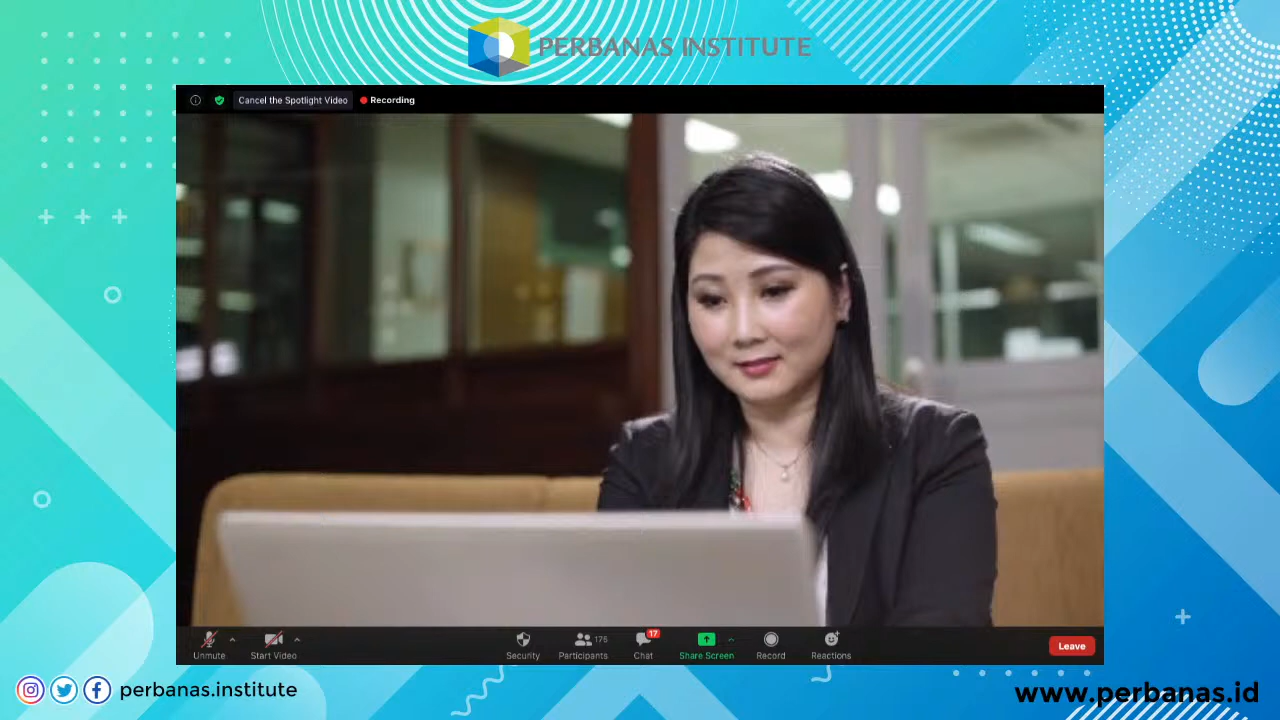 PERBANAS INSTITUTE
Cancel the Spotlight Video
Recording
Unmute
Start Video
Security
175
Participants
17
Chat
Share Screen
Record
Reactions
Leave
perbanas.institute
www.perbanas.id